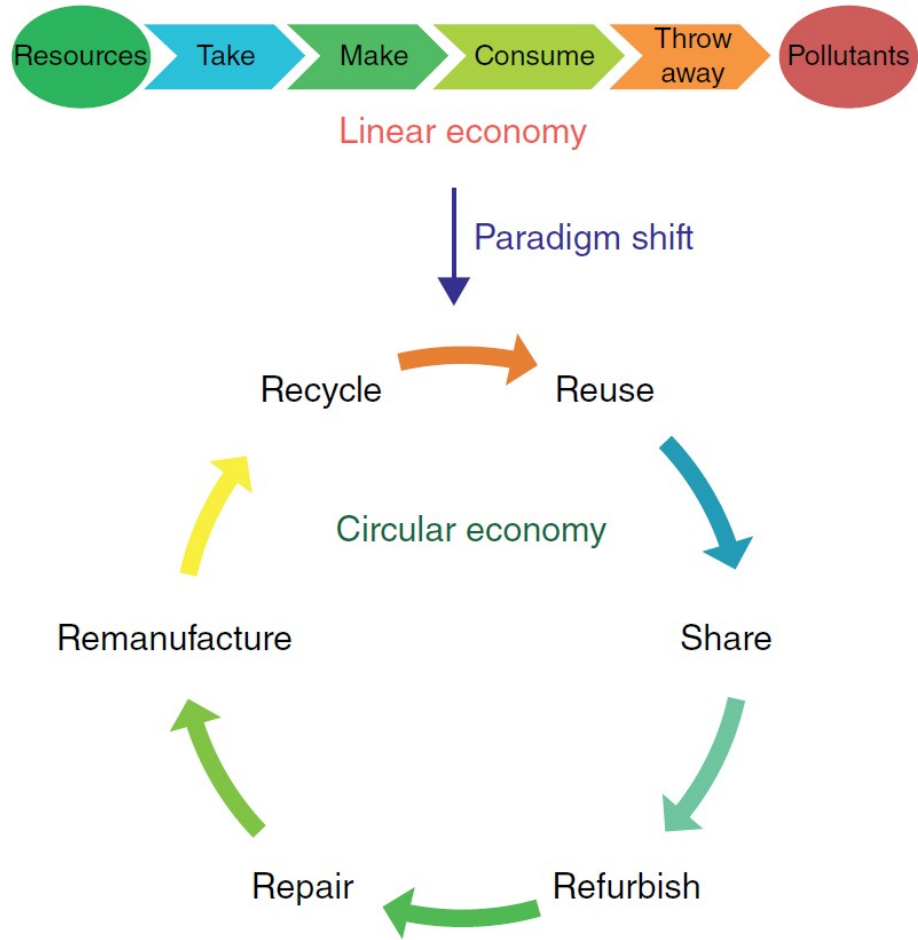 Resources
Take
Make
Consume
Throw
away
Pollutants
Linear economy
Paradigm shift
Recycle
Reuse
Circular economy
Remanufacture
Share
Repair
Refurbish